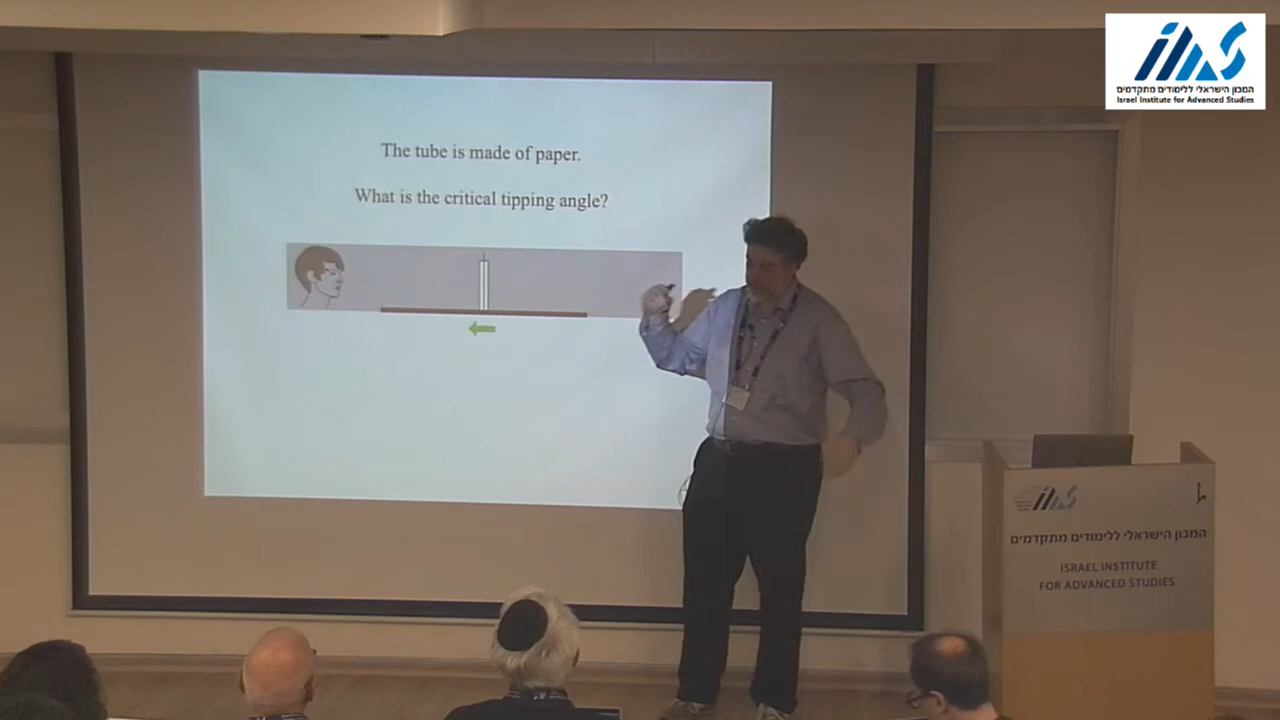 המכון הישראלי ללימודים מתקדמים
Israel Institute for Advanced Studies
The tube is made of paper.
What is the critical tipping angle?
המכון הישראלי ללימודים מתקדמים
ISRAEL INSTITUTE
FOR ADVANCED STUDIES